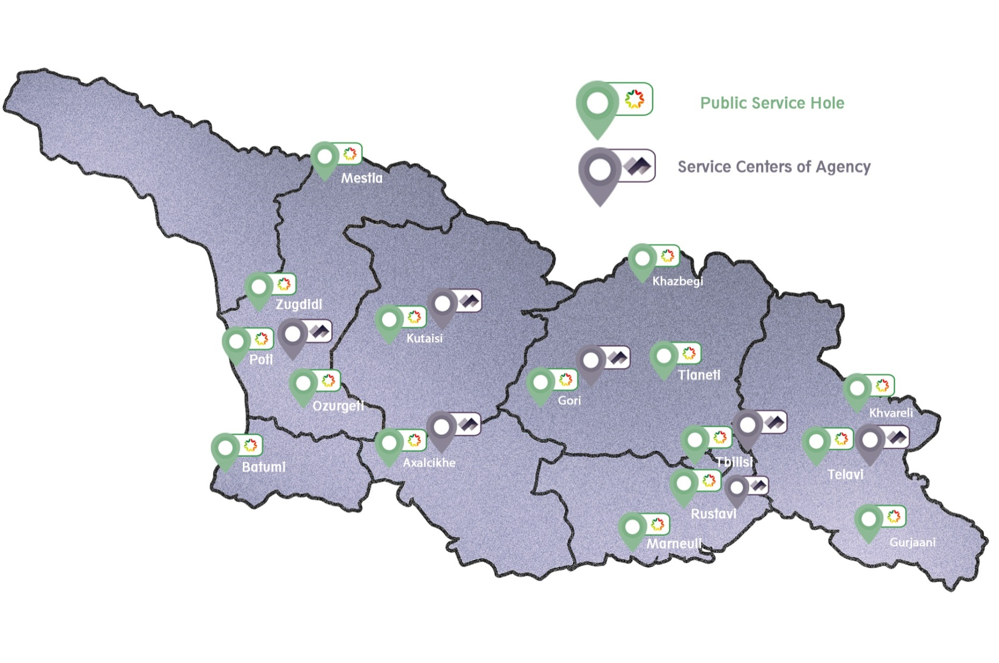 Public Service Hole
Service Centers of Agency
Mestia
Khazbegi
Zugdidi
Kutaisi
Poti
Tianeti
Gori
Ozurgeti
Khvareli
Axalcikhe
Tbilisi
Batumi
Telavi
Rustavi
Gurjaani
Marneuli